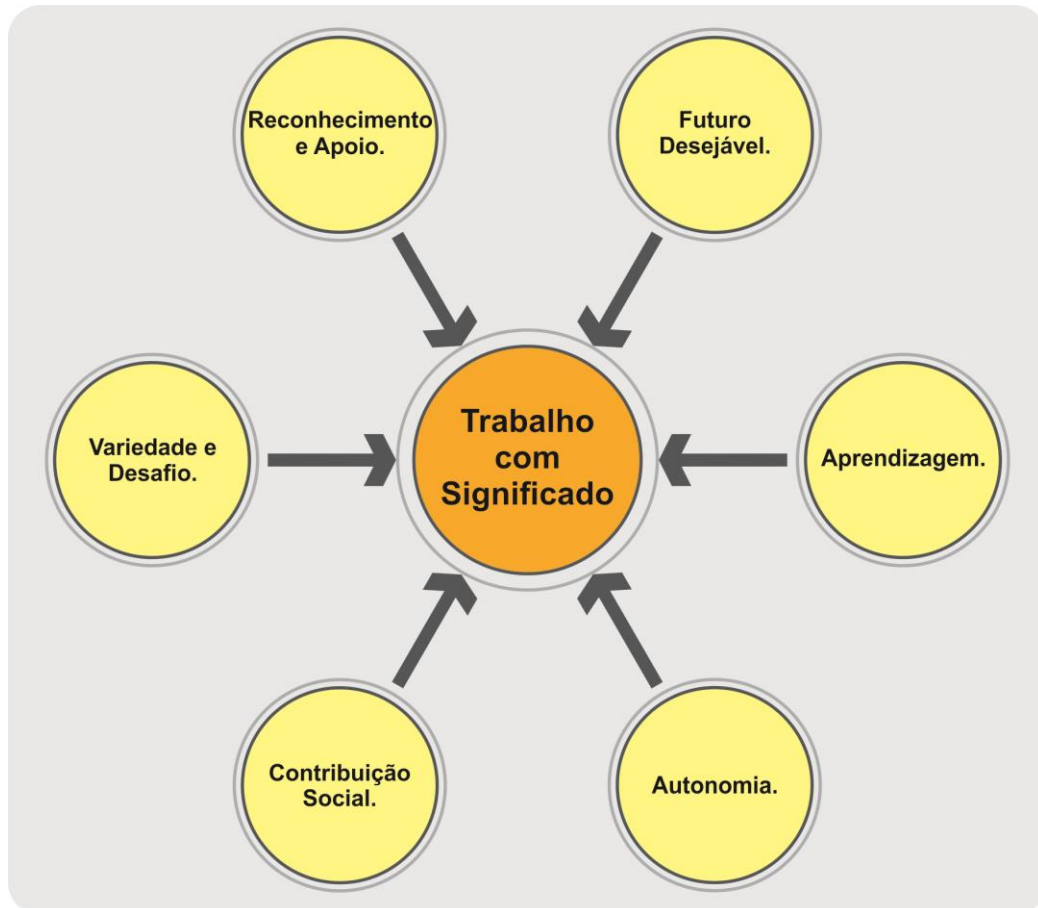 Reconhecimento
e Apoio.
Futuro
Desejável.
Variedade e
Desafio.
Trabalho
com
Significado
Aprendizagem.
Contribuição
Social.
Autonomia.